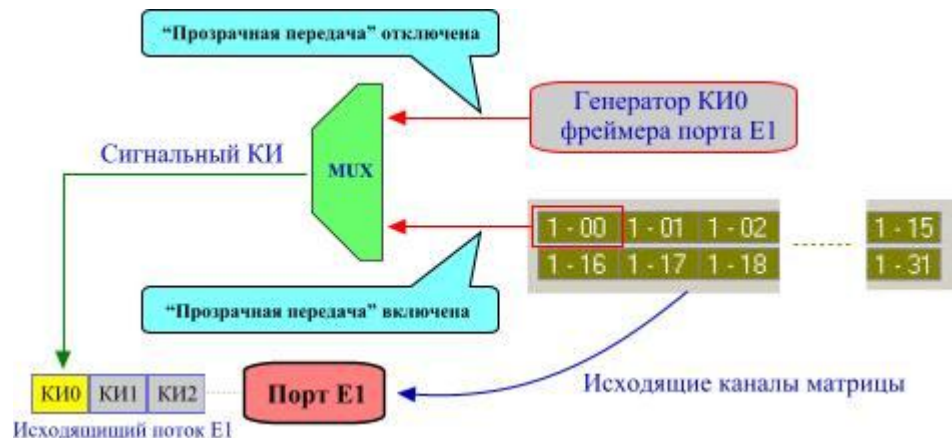 “Прозрачная передача” отключена
Генератор КИ0
фреймера порта Е1
Сигнальный КИ
MUX
1 - 00 1 - 01 1 - 02 1 - 15
1 - 16 1 - 17 1 - 18 1 - 31
“Прозрачная передача” включена
КИ0 КИ1 КИ2
Порт Е1
Исходящие каналы матрицы
Исходящиий поток Е1